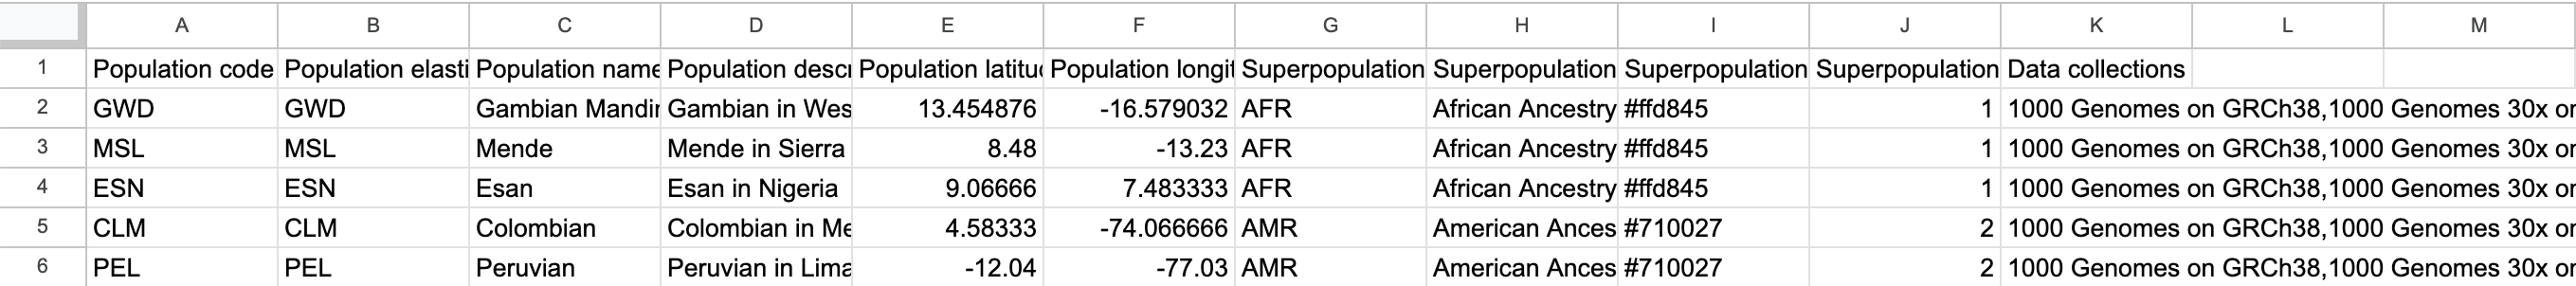 A B C D E F G H I J K L M
1 Population code Population elasti Population name Population descr Population latitu Population longit Superpopulation Superpopulation Superpopulation Superpopulation Data collections
2 GWD GWD Gambian Mandin Gambian in Wes 13.454876 -16.579032 AFR African Ancestry #ffd845 1 1000 Genomes on GRCh38,1000 Genomes 30x or
3 MSL MSL Mende Mende in Sierra 8.48 -13.23 AFR African Ancestry #ffd845 1 1000 Genomes on GRCh38,1000 Genomes 30x or
4 ESN ESN Esan Esan in Nigeria 9.06666 7.483333 AFR African Ancestry #ffd845 1 1000 Genomes on GRCh38,1000 Genomes 30x or
5 CLM CLM Colombian Colombian in Me 4.58333 -74.066666 AMR American Ances #710027 2 1000 Genomes on GRCh38,1000 Genomes 30x or
6 PEL PEL Peruvian Peruvian in Lima -12.04 -77.03 AMR American Ances #710027 2 1000 Genomes on GRCh38,1000 Genomes 30x or